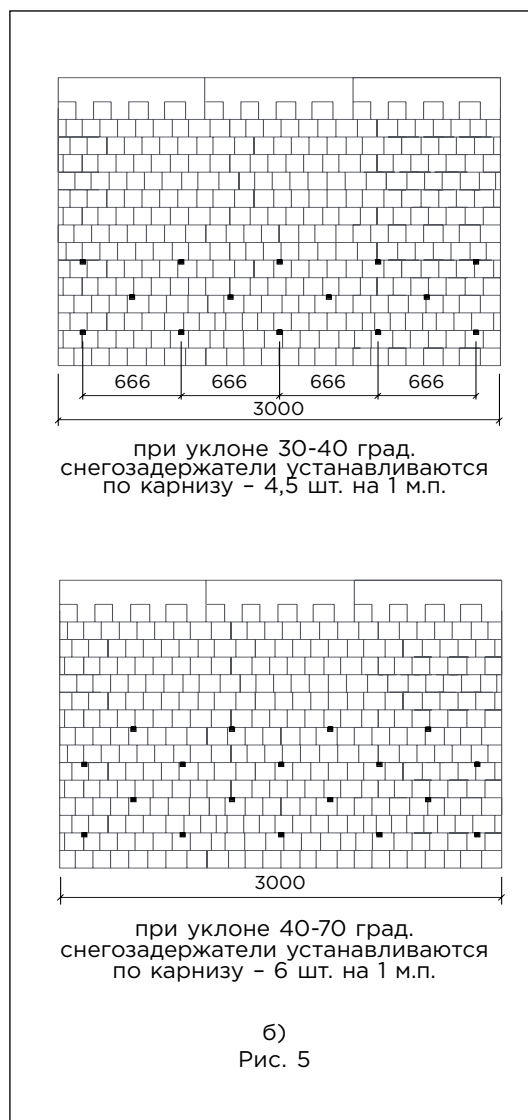 666 666 666 666
3000
при уклоне 30-40 град.
снегозадержатели устанавливаются
по карнизу – 4,5 шт. на 1 м.п.
3000
при уклоне 40-70 град.
снегозадержатели устанавливаются
по карнизу – 6 шт. на 1 м.п.
б)
Рис. 5